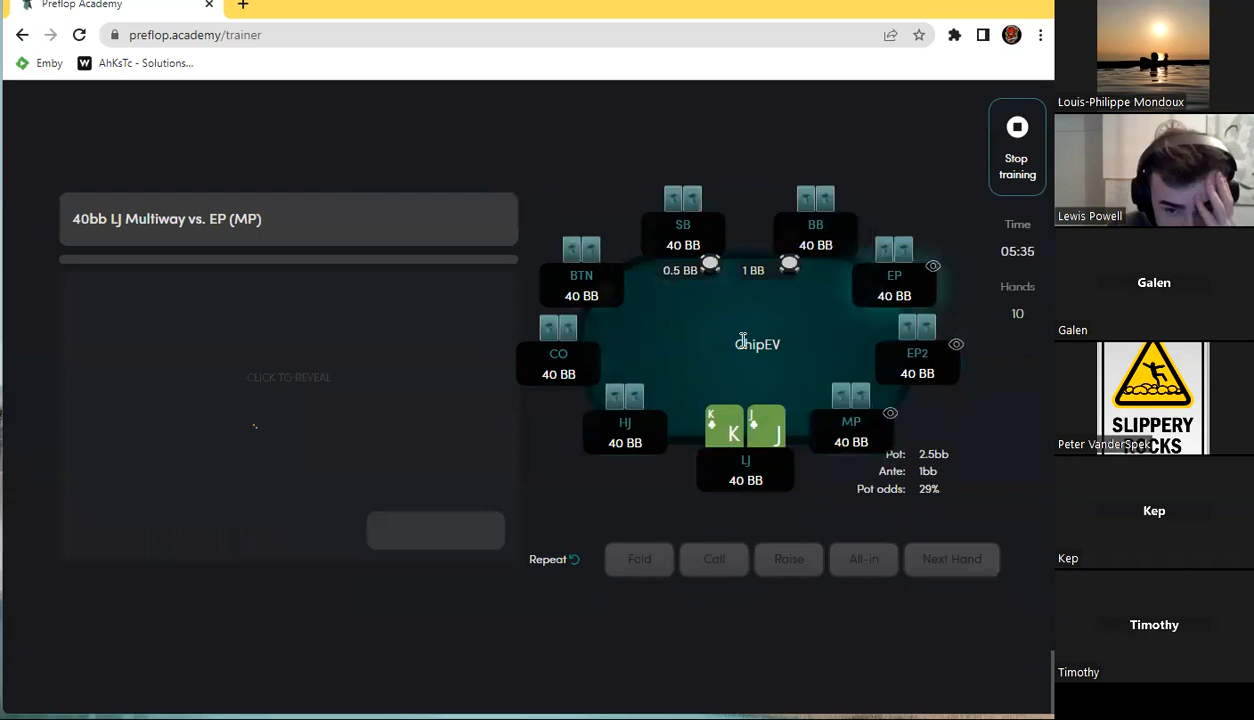 Preflop Academy
preflop.academy/trainer
Emby
AhKsTc - Solutions...
40bb LJ Multiway vs. EP (MP)
CLICK TO REVEAL
SB
40 BB
BB
40 BB
BTN
40 BB
0.5 BB
1 BB
EP
40 BB
CO
40 BB
ChipEV
EP2
40 BB
HJ
40 BB
K
K
J
J
MP
40 BB
LJ
40 BB
Pot: 2.5bb
Ante: 1bb
Pot odds: 29%
Repeat
Fold
Call
Raise
All-in
Next Hand
Stop
training
Time
05:35
Hands
10
Louis-Philippe Mondoux
Lewis Powell
Galen
Galen
SLIPPERY
ROCKS
Peter VanderSpek
Kep
Kep
Timothy
Timothy